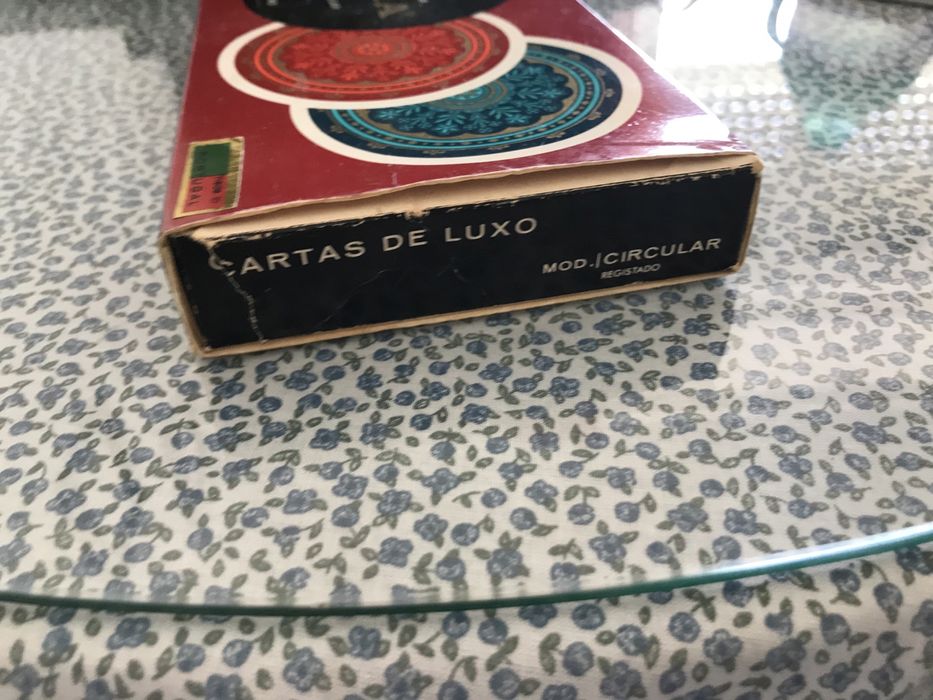 CARTAS DE LUXO
MOD. CIRCULAR
REGISTADO